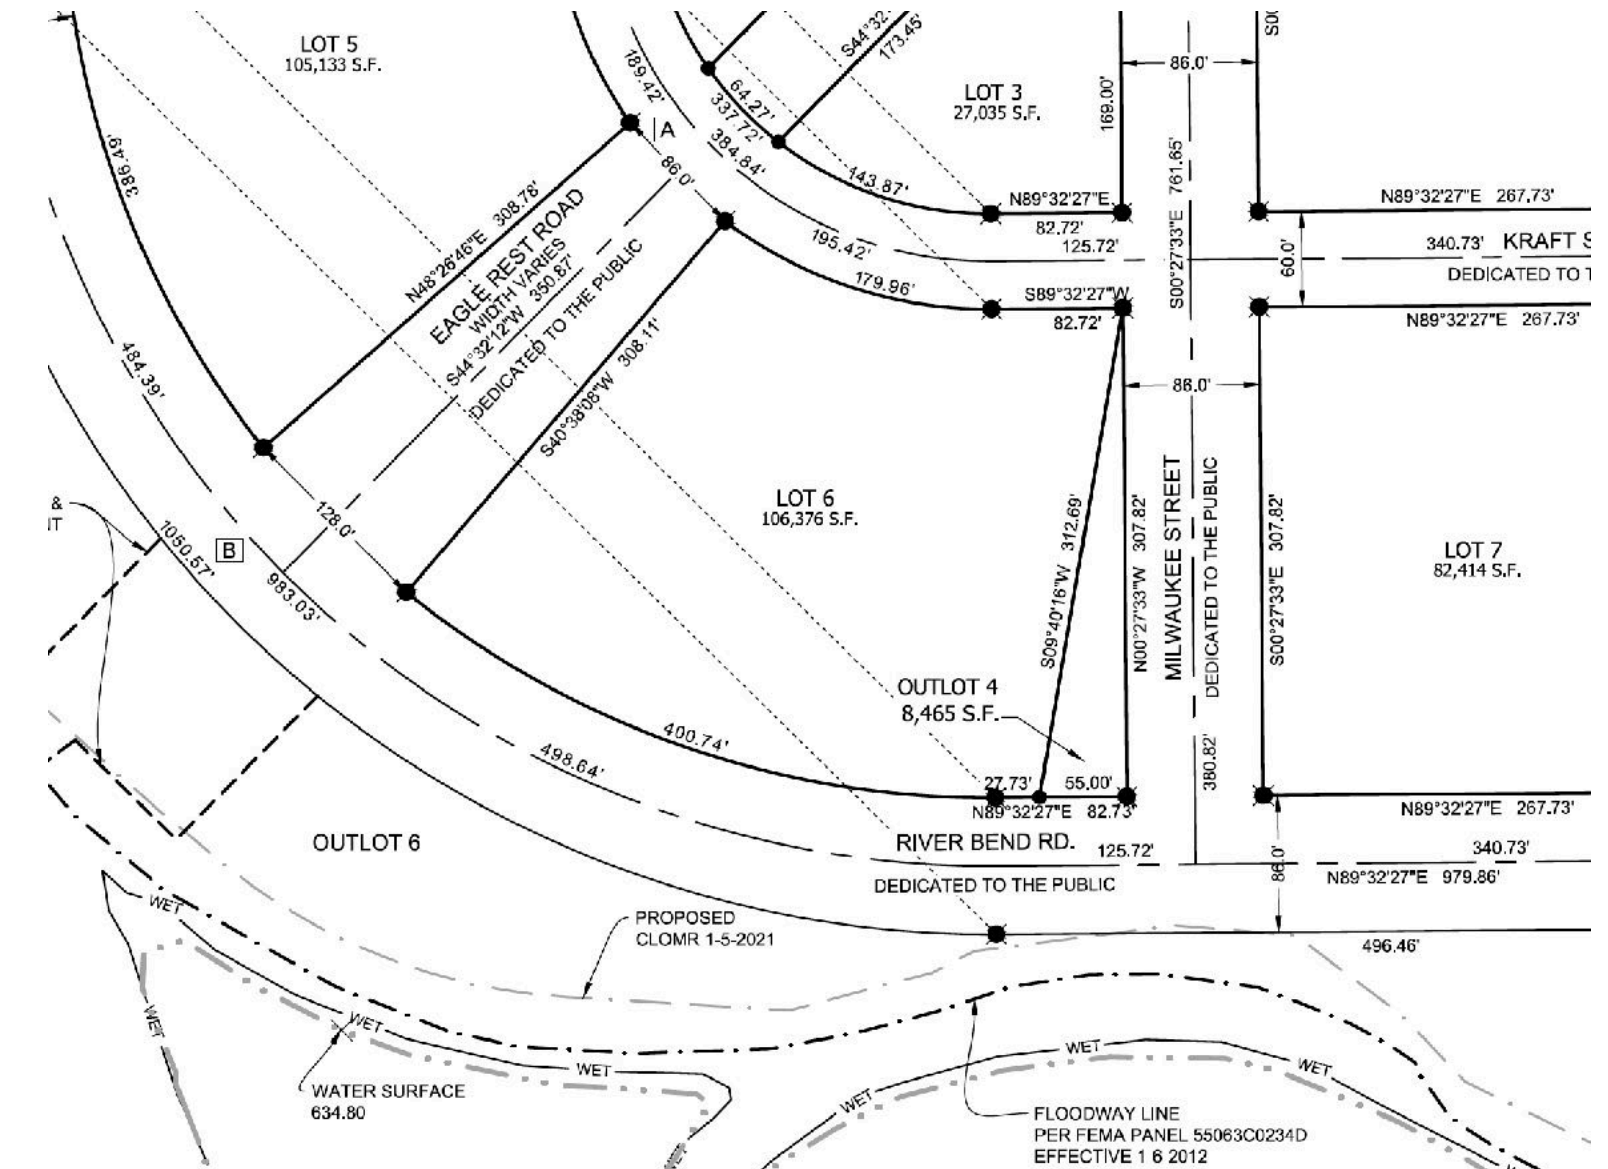 LOT 5
105,133 S.F.
189.42'
64.27'
337.72'
384.84'
S44°32'
173.45'
LOT 3
27,035 S.F.
169.00'
86.0'
S00
761.65'
S00°27'33"E
A
86.0'
143.87'
N89°32'27"E
82.72'
125.72'
N89°32'27"E 267.73'
386.49'
N48°26'46"E 308.78'
EAGLE REST ROAD
WIDTH VARIES
S44°32'12"W 350.87'
DEDICATED TO THE PUBLIC
195.42'
179.96'
S89°32'27"W
82.72'
60.0'
340.73' KRAFT S
DEDICATED TO T
N89°32'27"E 267.73'
484.39'
S40°38'08"W 308.11'
86.0'
&
NT
128.0'
LOT 6
106,376 S.F.
S09°40'16"W 312.69'
N00°27'33"W 307.82'
MILWAUKEE STREET
DEDICATED TO THE PUBLIC
S00°27'33"E 307.82'
LOT 7
82,414 S.F.
1050.57'
B
983.03'
OUTLOT 4
8,465 S.F.
400.74'
498.64'
380.82'
27.73' 55.00'
N89°32'27"E 82.73'
N89°32'27"E 267.73'
OUTLOT 6
RIVER BEND RD.
125.72'
86.0'
340.73'
DEDICATED TO THE PUBLIC
N89°32'27"E 979.86'
WET
PROPOSED
CLOMR 1-5-2021
496.46'
WET
WET
WET
WET
WET
WET
WET
WATER SURFACE
634.80
FLOODWAY LINE
PER FEMA PANEL 55063C0234D
EFFECTIVE 1 6 2012